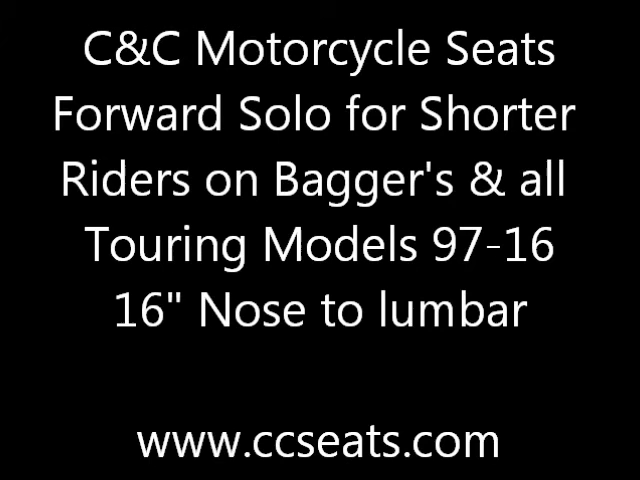 C&C Motorcycle Seats
Forward Solo for Shorter
Riders on Bagger's & all
Touring Models 97-16
16" Nose to lumbar
www.ccseats.com